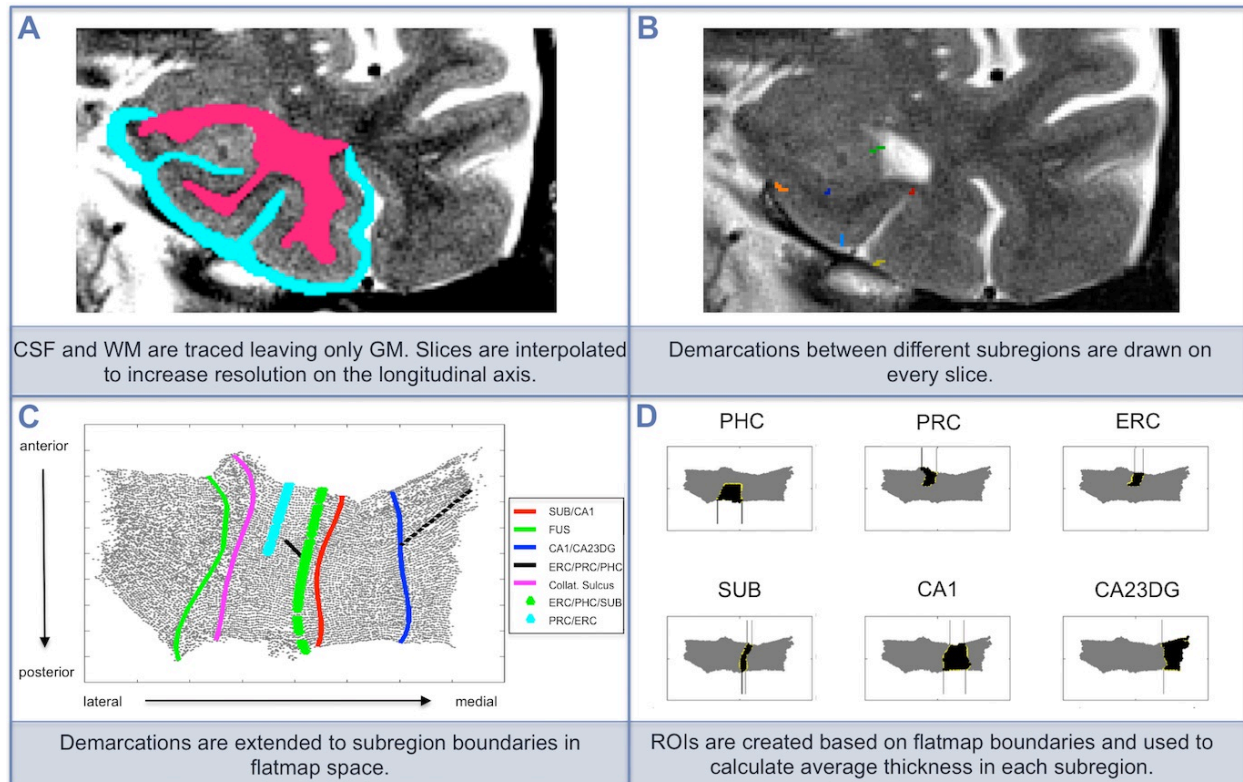 A
B
CSF and WM are traced leaving only GM. Slices are interpolated
to increase resolution on the longitudinal axis.
Demarcations between different subregions are drawn on
every slice.
C
anterior
posterior
lateral
medial
SUB/CA1
FUS
CA1/CA23DG
ERC/PRC/PHC
Collat. Sulcus
ERC/PHC/SUB
PRC/ERC
Demarcations are extended to subregion boundaries in
flatmap space.
D
PHC
PRC
ERC
SUB
CA1
CA23DG
ROIs are created based on flatmap boundaries and used to
calculate average thickness in each subregion.